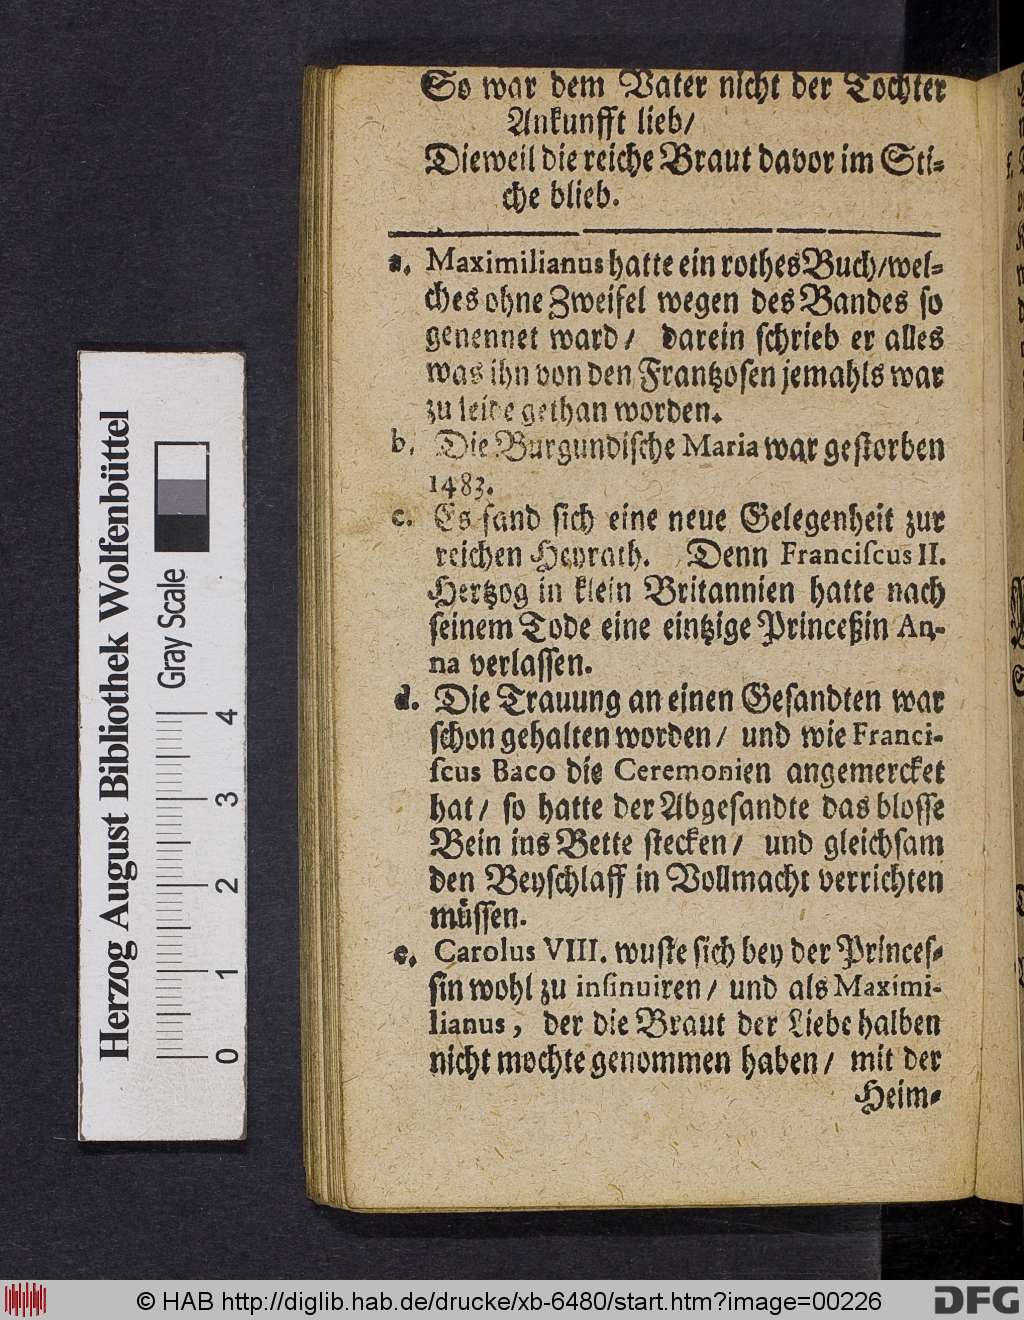 So war dem Vater nicht der Tochter
Ankunfft lieb/
Dieweil die reiche Braut davor im Sti-
che blieb.
a. Maximilianus hatte ein rothes Buch/wel-
ches ohne Zweifel wegen des Bandes so
genennet ward/ darein schrieb er alles
was ihn von den Frantzosen jemahls war
zu leide gethan worden.
b. Die Burgundische Maria war gestorben
1483.
c. Es fand sich eine neue Gelegenheit zur
reichen Heyrath. Denn Franciscus II.
Hertzog in klein Britannien hatte nach
seinem Tode eine eintzige Princeßin An-
na verlassen.
d. Die Trauung an einen Gesandten war
schon gehalten worden/ und wie Franci-
scus Baco die Ceremonien angemercket
hat/ so hatte der Abgesandte das blosse
Bein ins Bette stecken/ und gleichsam
den Beyschlaff in Vollmacht verrichten
müssen.
e. Carolus VIII. wuste sich bey der Princes-
sin wohl zu insinuiren/ und als Maximi-
lianus, der die Braut der Liebe halben
nicht mochte genommen haben/ mit der
Heim-
Herzog August Bibliothek Wolfenbüttel
Gray Scale
0 1 2 3 4
© HAB http://diglib.hab.de/drucke/xb-6480/start.htm?image=00226
DFG